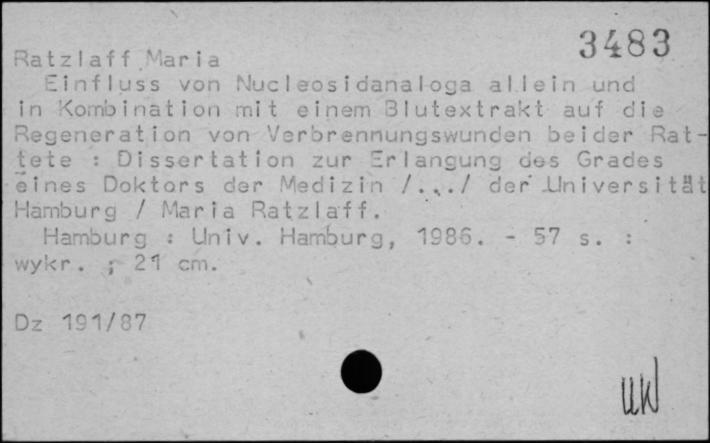 3483
Ratzlaff Maria
Einfluss von Nucleosidanaloga allein und
in Kombination mit einem Blutextrakt auf die
Regeneration von Verbrennungswunden beider Rat-
tete : Dissertation zur Erlangung des Grades
eines Doktors der Medizin /.../ der Universität
Hamburg / Maria Ratzlaff.
Hamburg : Univ. Hamburg, 1986. - 57 s. :
wykr. ; 21 cm.
Dz 191/87
UW